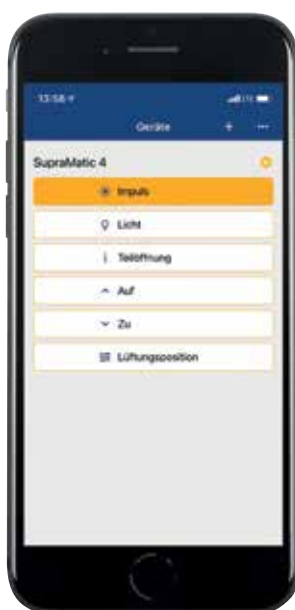 13:58
Geräte + ...
SupraMatic 4
Impuls
Licht
Teilöffnung
Auf
Zu
Lüftungsposition